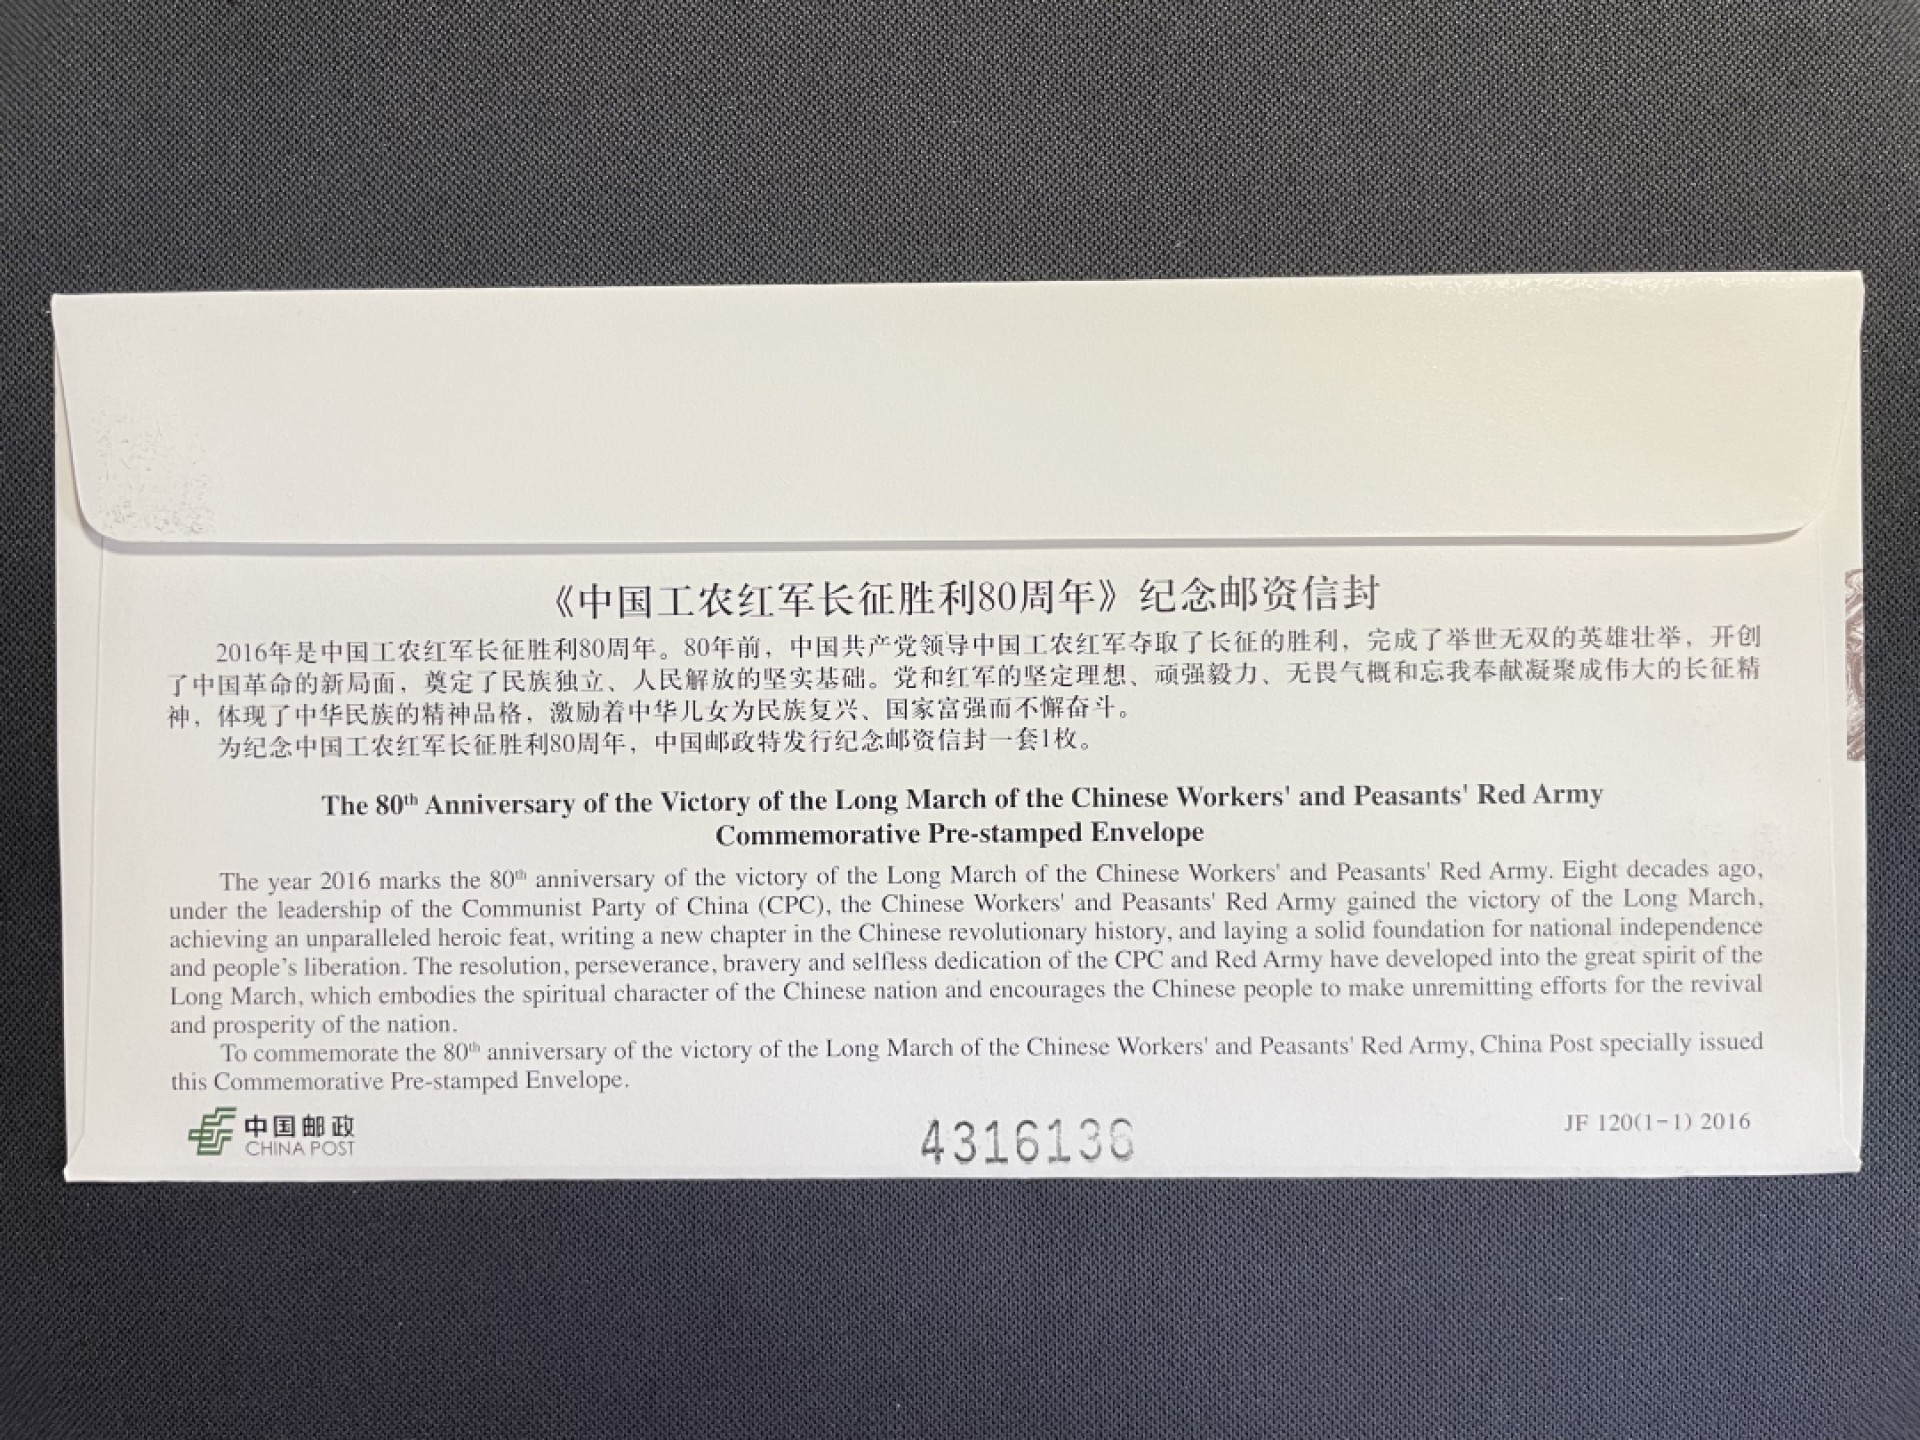 《中国工农红军长征胜利80周年》纪念邮资信封
2016年是中国工农红军长征胜利80周年。80年前，中国共产党领导中国工农红军夺取了长征的胜利，完成了举世无双的英雄壮举，开创
了中国革命的新局面，奠定了民族独立、人民解放的坚实基础。党和红军的坚定理想、顽强毅力、无畏气概和忘我奉献凝聚成伟大的长征精
神，体现了中华民族的精神品格，激励着中华儿女为民族复兴、国家富强而不懈奋斗。
为纪念中国工农红军长征胜利80周年，中国邮政特发行纪念邮资信封一套1枚。
The 80th Anniversary of the Victory of the Long March of the Chinese Workers' and Peasants' Red Army
Commemorative Pre-stamped Envelope
The year 2016 marks the 80th anniversary of the victory of the Long March of the Chinese Workers' and Peasants' Red Army. Eight decades ago,
under the leadership of the Communist Party of China (CPC), the Chinese Workers' and Peasants' Red Army gained the victory of the Long March,
achieving an unparalleled heroic feat, writing a new chapter in the Chinese revolutionary history, and laying a solid foundation for national independence
and people’s liberation. The resolution, perseverance, bravery and selfless dedication of the CPC and Red Army have developed into the great spirit of the
Long March, which embodies the spiritual character of the Chinese nation and encourages the Chinese people to make unremitting efforts for the revival
and prosperity of the nation.
To commemorate the 80th anniversary of the victory of the Long March of the Chinese Workers' and Peasants' Red Army, China Post specially issued
this Commemorative Pre-stamped Envelope.
中国邮政
CHINA POST
4316136
JF 120(1-1) 2016